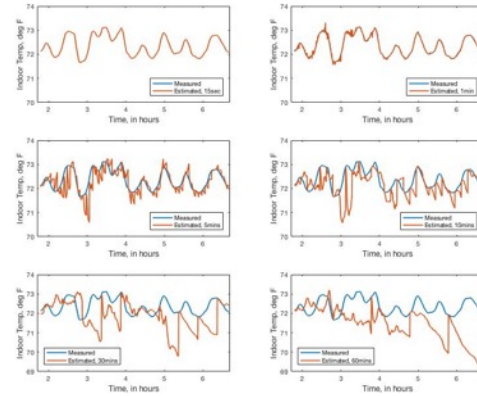 74
73
72
71
70
Indoor Temp, deg F
2 3 4 5 6
Time, in hours
Measured
Estimated, 15sec
74
73
72
71
70
Indoor Temp, deg F
2 3 4 5 6
Time, in hours
Measured
Estimated, 1min
74
73
72
71
70
Indoor Temp, deg F
2 3 4 5 6
Time, in hours
Measured
Estimated, 5mins
74
73
72
71
70
Indoor Temp, deg F
2 3 4 5 6
Time, in hours
Measured
Estimated, 10mins
74
73
72
71
70
69
Indoor Temp, deg F
2 3 4 5 6
Time, in hours
Measured
Estimated, 30mins
74
73
72
71
70
69
Indoor Temp, deg F
2 3 4 5 6
Time, in hours
Measured
Estimated, 60mins